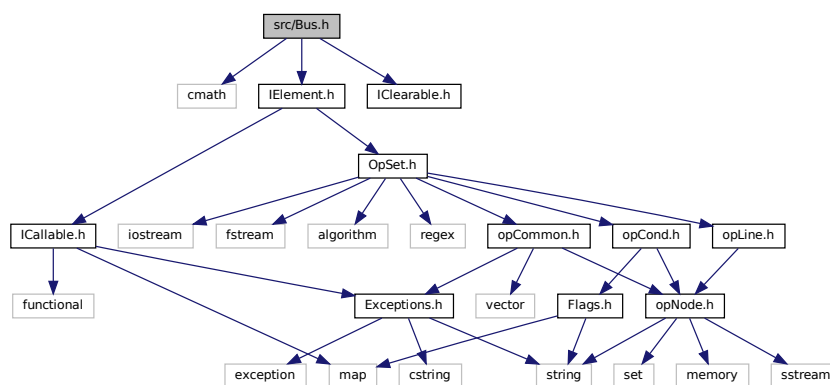 src/Bus.h
cmath
IElement.h
IClearable.h
OpSet.h
ICallable.h
iostream
fstream
algorithm
regex
opCommon.h
opCond.h
opLine.h
functional
Exceptions.h
vector
Flags.h
opNode.h
exception
map
cstring
string
set
memory
sstream